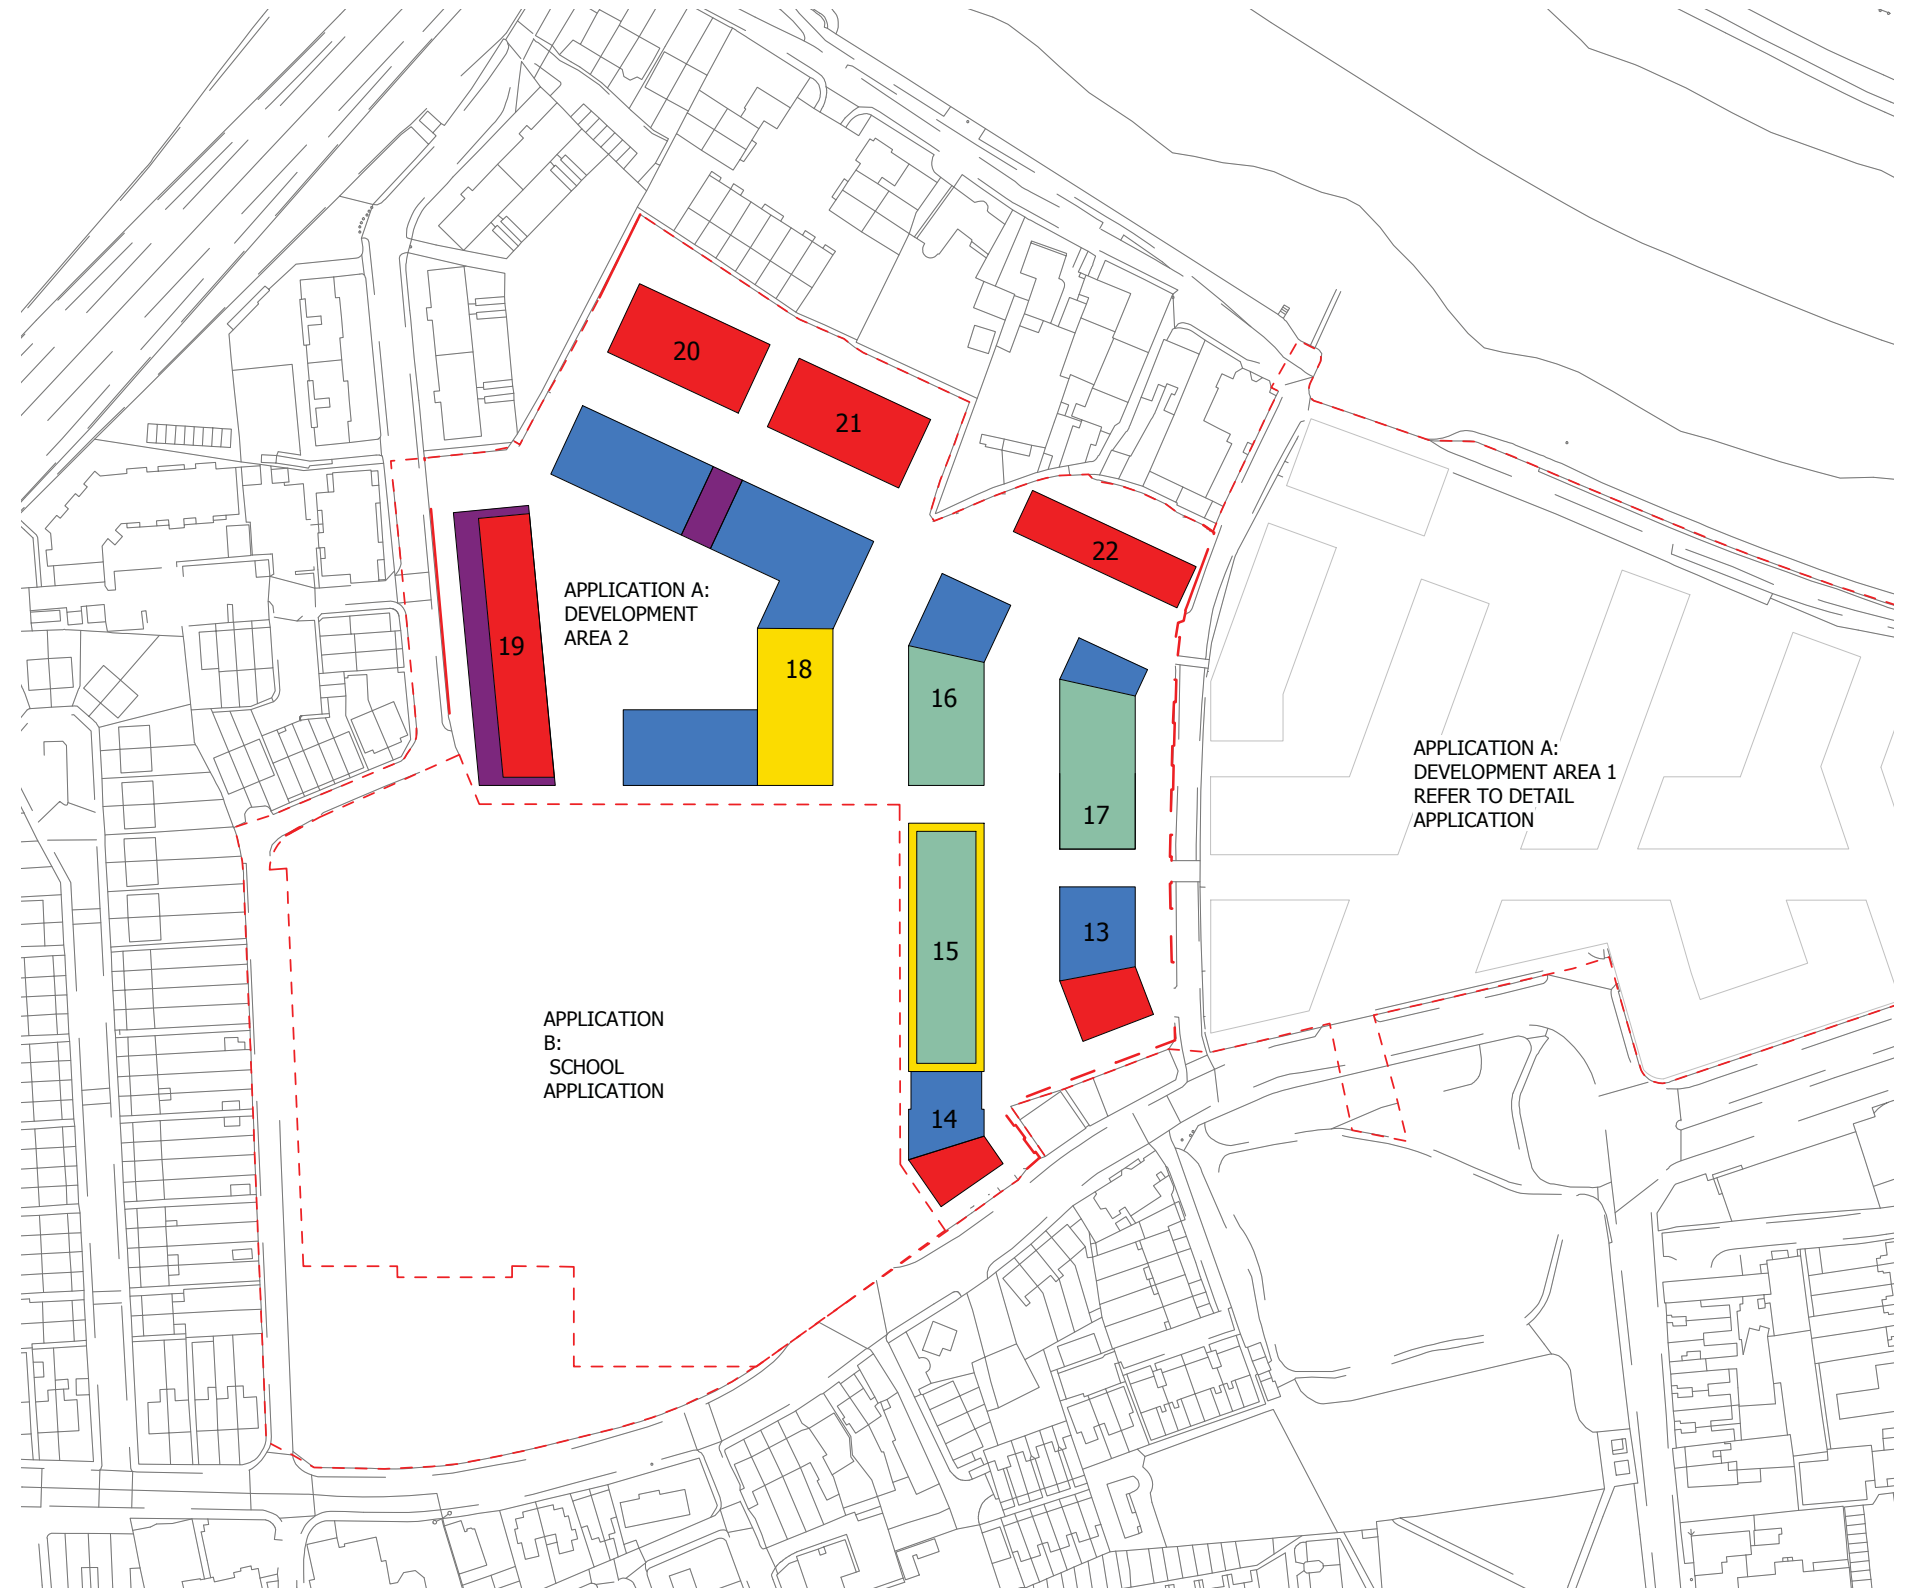 20
21
22
APPLICATION A:
DEVELOPMENT
AREA 2
19
18
16
17
APPLICATION A:
DEVELOPMENT AREA 1
REFER TO DETAIL
APPLICATION
13
15
14
APPLICATION
B:
SCHOOL
APPLICATION